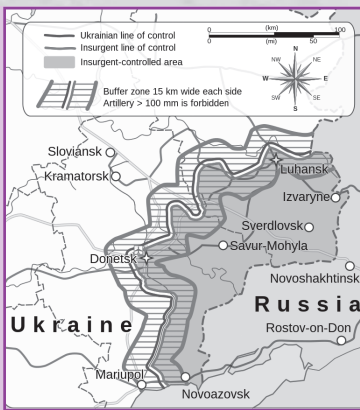 Ukrainian line of control
Insurgent line of control
Insurgent-controlled area
Buffer zone 15 km wide each side
Artillery > 100 mm is forbidden
0 (km) 100
0 (mi) 50
N
NW NE
W E
SW SE
S
Sloviansk
Kramatorsk
Luhansk
Izvaryne
Sverdlovsk
Savur-Mohyla
Donetsk
Novoshakhtinsk
Russia
Ukraine
Rostov-on-Don
Mariupol
Novoazovsk